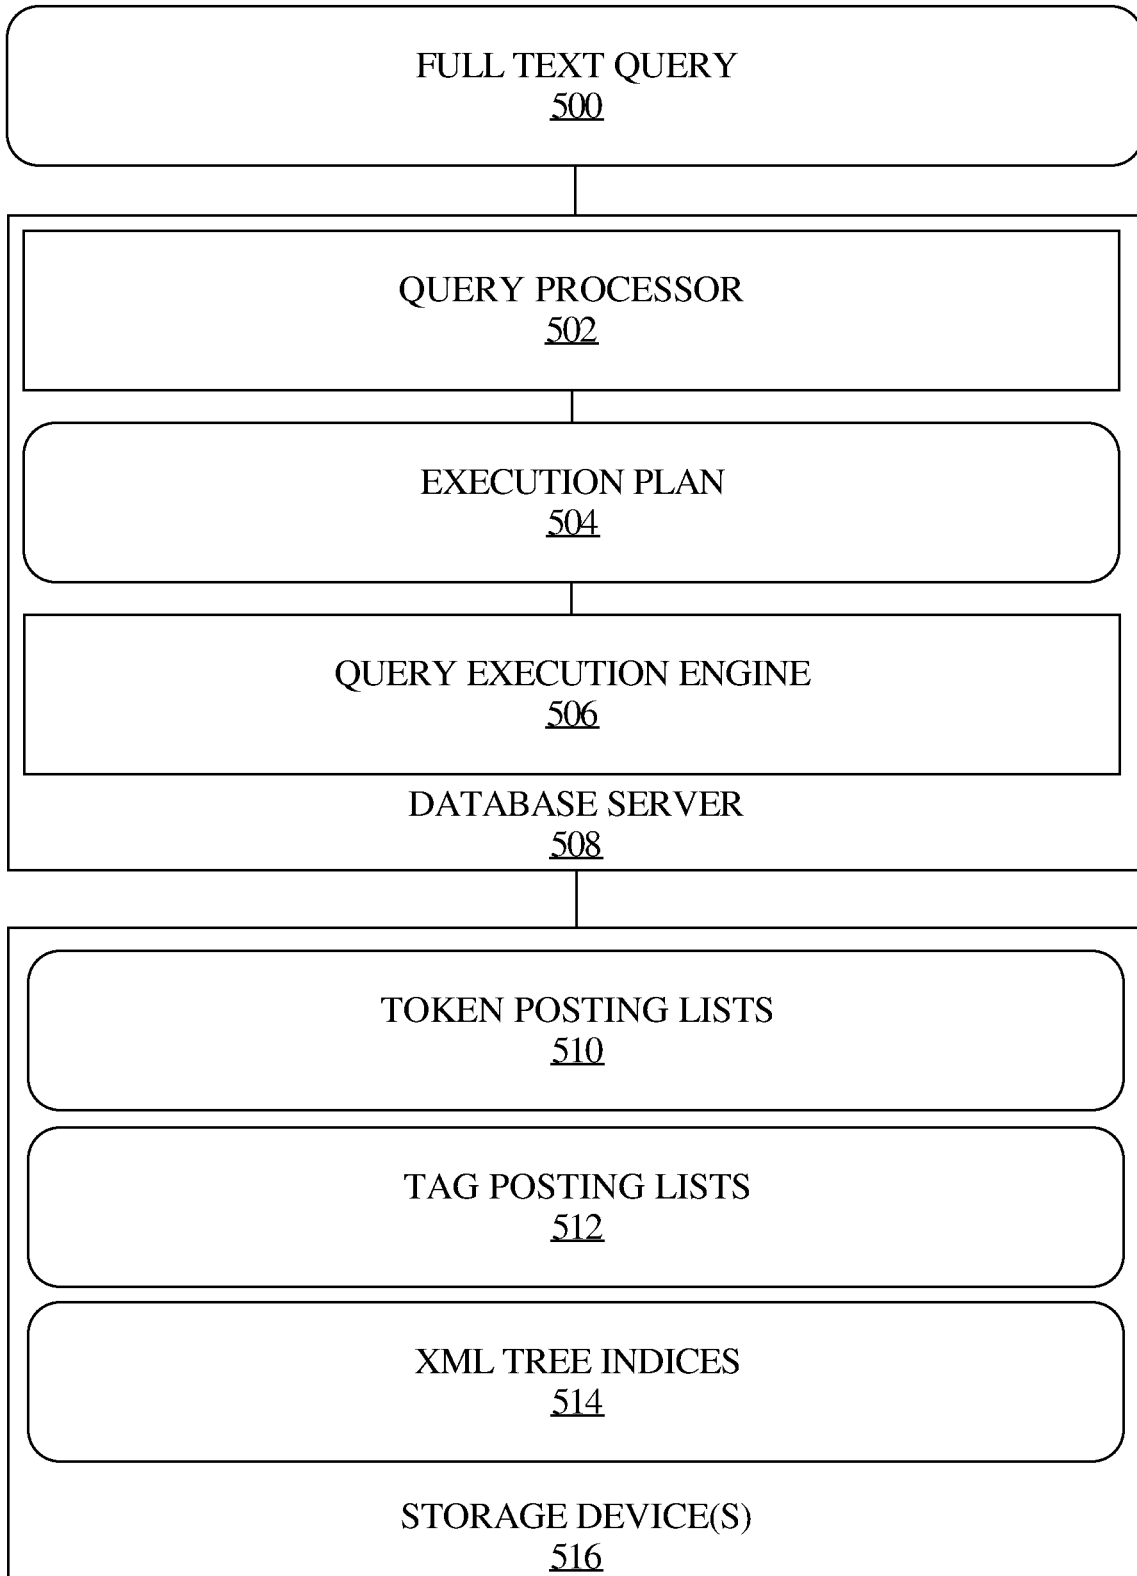 FULL TEXT QUERY
500
QUERY PROCESSOR
502
EXECUTION PLAN
504
QUERY EXECUTION ENGINE
506
DATABASE SERVER
508
TOKEN POSTING LISTS
510
TAG POSTING LISTS
512
XML TREE INDICES
514
STORAGE DEVICE(S)
516